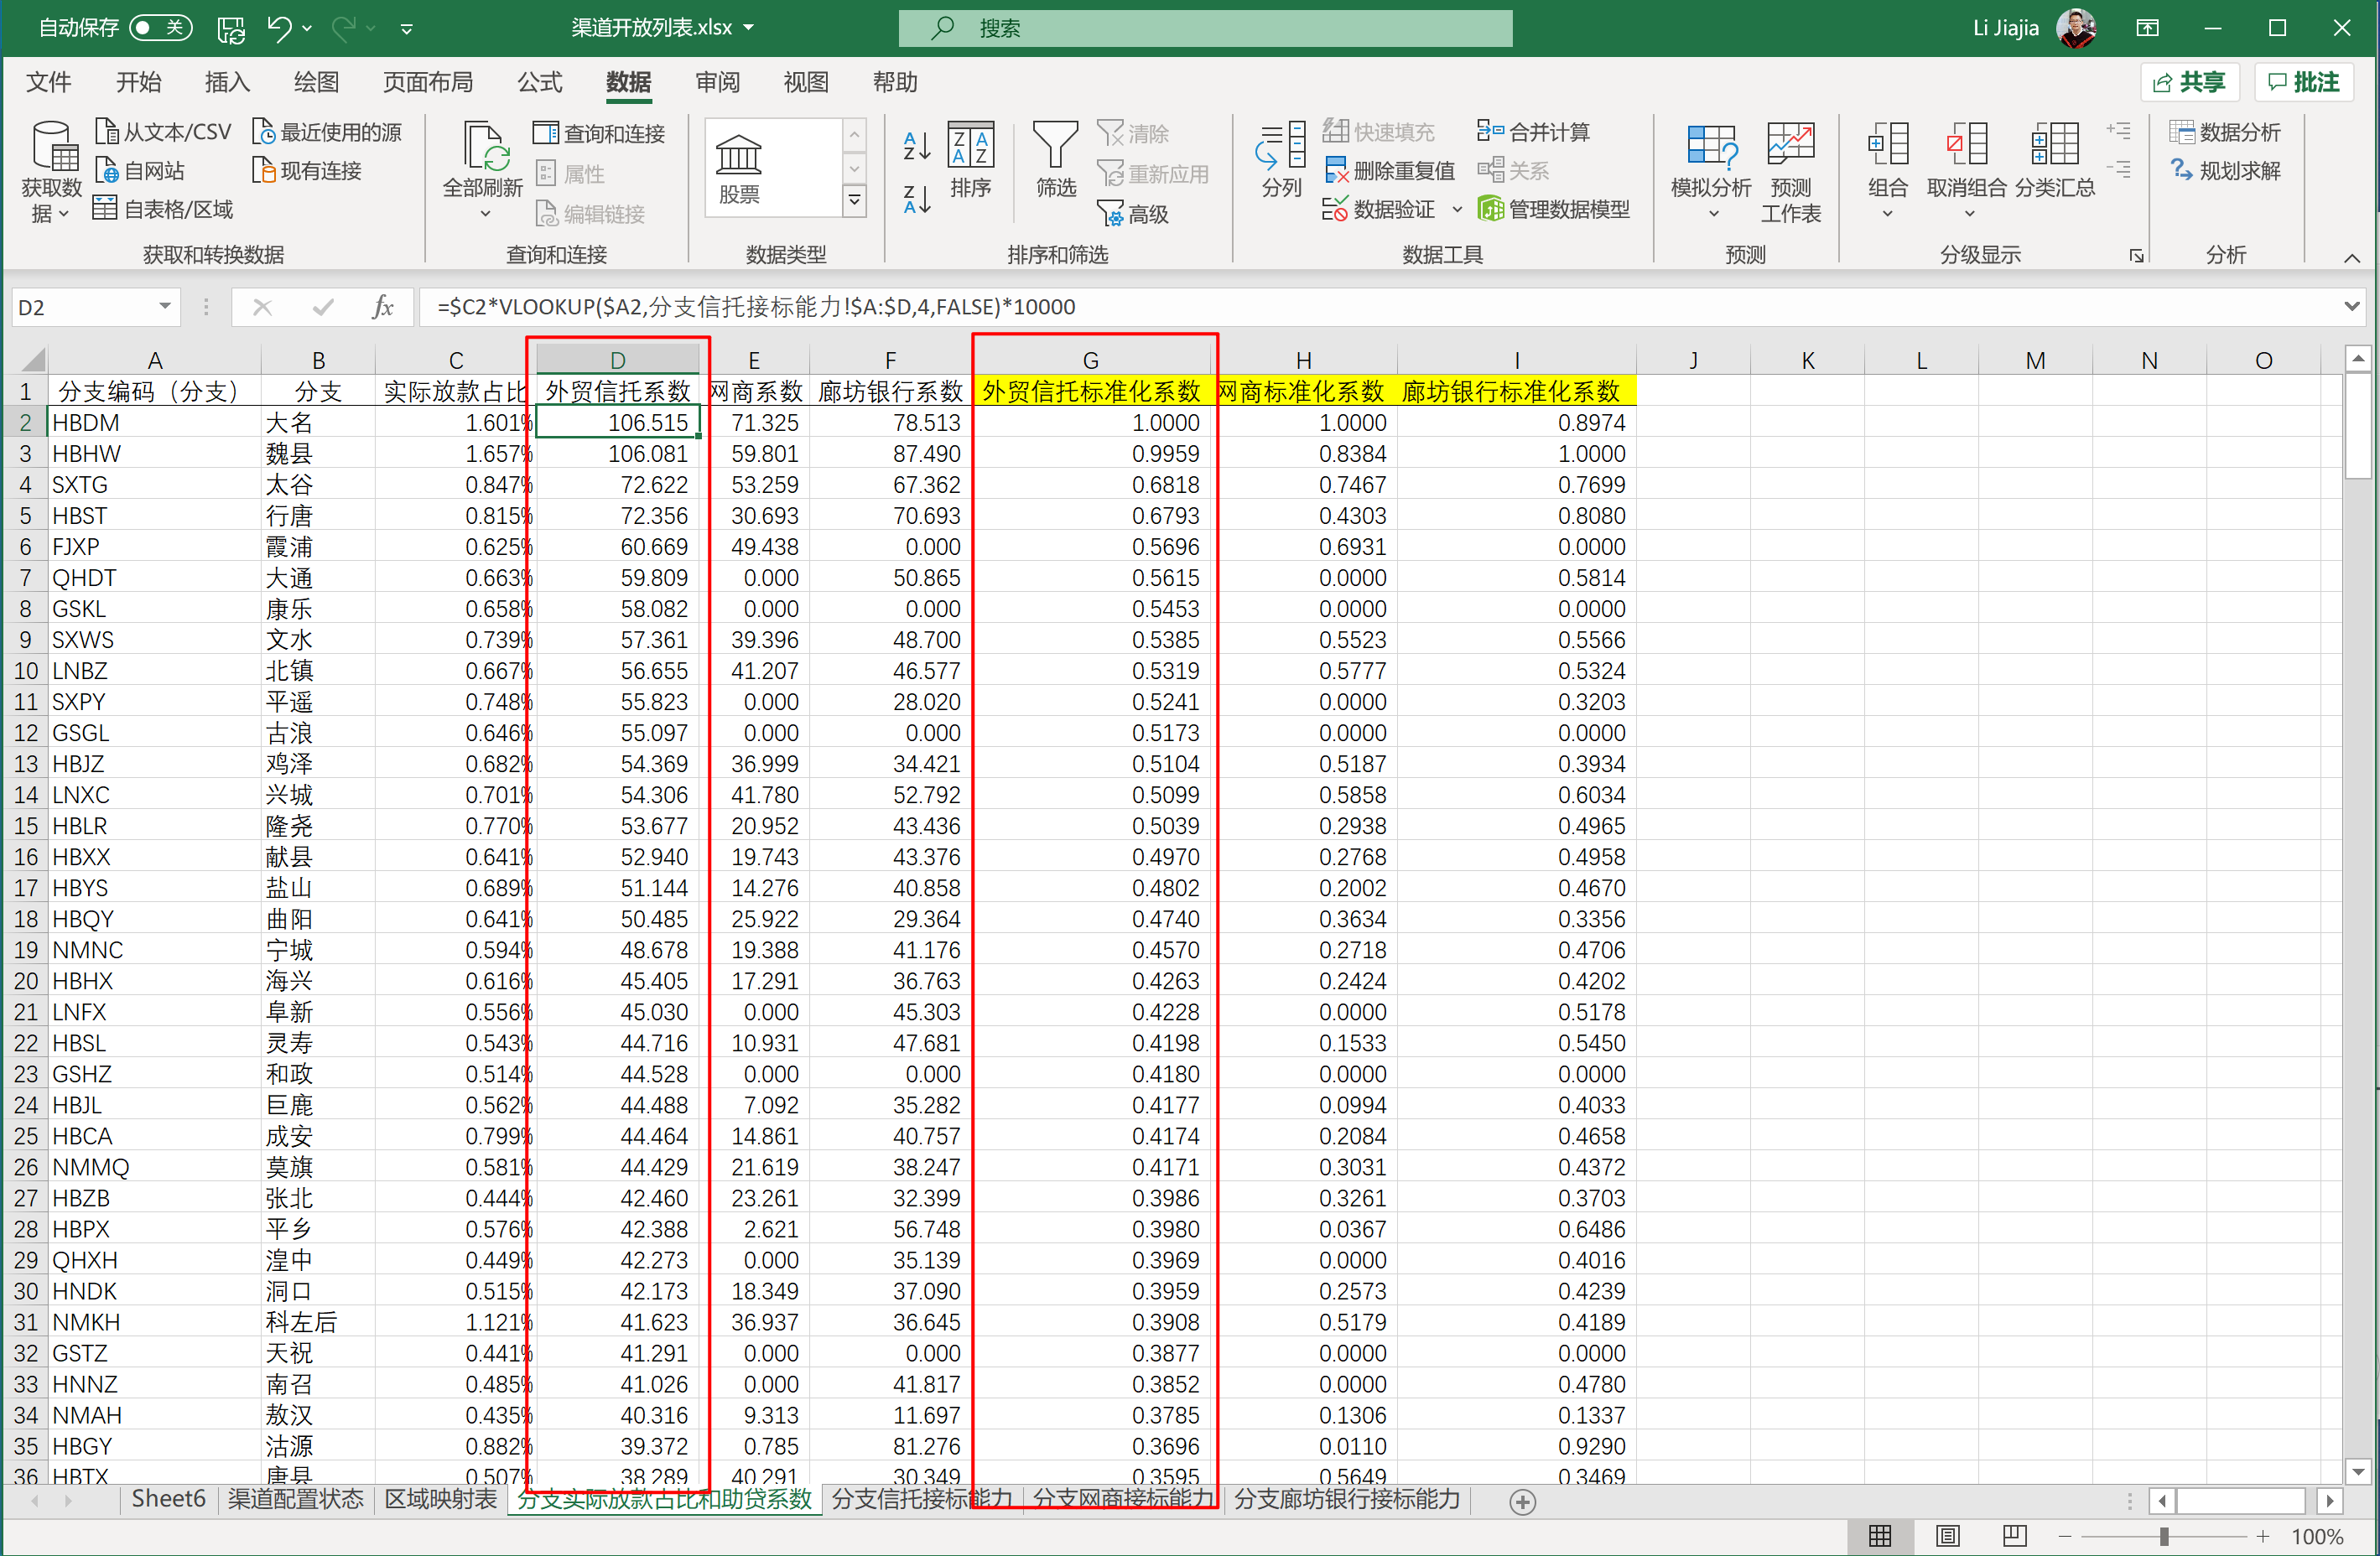 自动保存 关 渠道开放列表.xlsx 搜索 Li Jiajia
文件 开始 插入 绘图 页面布局 公式 数据 审阅 视图 帮助 共享 批注
获取数据 从文本/CSV 自网站 自表格/区域 最近使用的源 现有连接
全部刷新 查询和连接 属性 编辑链接
股票
排序 筛选 清除 重新应用 高级
分列 快速填充 删除重复值 数据验证 合并计算 关系 管理数据模型
模拟分析 预测工作表
组合 取消组合 分类汇总
数据分析 规划求解
获取和转换数据 查询和连接 数据类型 排序和筛选 数据工具 预测 分级显示 分析
D2 fx =$C2*VLOOKUP($A2,分支信托接标能力!$A:$D,4,FALSE)*10000
A B C D E F G H I J K L M N O
1 分支编码（分支） 分支 实际放款占比 外贸信托系数 网商系数 廊坊银行系数 外贸信托标准化系数 网商标准化系数 廊坊银行标准化系数
2 HBDM 大名 1.601% 106.515 71.325 78.513 1.0000 1.0000 0.8974
3 HBHW 魏县 1.657% 106.081 59.801 87.490 0.9959 0.8384 1.0000
4 SXTG 太谷 0.847% 72.622 53.259 67.362 0.6818 0.7467 0.7699
5 HBST 行唐 0.815% 72.356 30.693 70.693 0.6793 0.4303 0.8080
6 FJXP 霞浦 0.625% 60.669 49.438 0.000 0.5696 0.6931 0.0000
7 QHDT 大通 0.663% 59.809 0.000 50.865 0.5615 0.0000 0.5814
8 GSKL 康乐 0.658% 58.082 0.000 0.000 0.5453 0.0000 0.0000
9 SXWS 文水 0.739% 57.361 39.396 48.700 0.5385 0.5523 0.5566
10 LNBZ 北镇 0.667% 56.655 41.207 46.577 0.5319 0.5777 0.5324
11 SXPY 平遥 0.748% 55.823 0.000 28.020 0.5241 0.0000 0.3203
12 GSGL 古浪 0.646% 55.097 0.000 0.000 0.5173 0.0000 0.0000
13 HBJZ 鸡泽 0.682% 54.369 36.999 34.421 0.5104 0.5187 0.3934
14 LNXC 兴城 0.701% 54.306 41.780 52.792 0.5099 0.5858 0.6034
15 HBLR 隆尧 0.770% 53.677 20.952 43.436 0.5039 0.2938 0.4965
16 HBXX 献县 0.641% 52.940 19.743 43.376 0.4970 0.2768 0.4958
17 HBYS 盐山 0.689% 51.144 14.276 40.858 0.4802 0.2002 0.4670
18 HBQY 曲阳 0.641% 50.485 25.922 29.364 0.4740 0.3634 0.3356
19 NMNC 宁城 0.594% 48.678 19.388 41.176 0.4570 0.2718 0.4706
20 HBHX 海兴 0.616% 45.405 17.291 36.763 0.4263 0.2424 0.4202
21 LNFX 阜新 0.556% 45.030 0.000 45.303 0.4228 0.0000 0.5178
22 HBSL 灵寿 0.543% 44.716 10.931 47.681 0.4198 0.1533 0.5450
23 GSHZ 和政 0.514% 44.528 0.000 0.000 0.4180 0.0000 0.0000
24 HBJL 巨鹿 0.562% 44.488 7.092 35.282 0.4177 0.0994 0.4033
25 HBCA 成安 0.799% 44.464 14.861 40.757 0.4174 0.2084 0.4658
26 NMMQ 莫旗 0.581% 44.429 21.619 38.247 0.4171 0.3031 0.4372
27 HBZB 张北 0.444% 42.460 23.261 32.399 0.3986 0.3261 0.3703
28 HBPX 平乡 0.576% 42.388 2.621 56.748 0.3980 0.0367 0.6486
29 QHXH 湟中 0.449% 42.273 0.000 35.139 0.3969 0.0000 0.4016
30 HNDK 洞口 0.515% 42.173 18.349 37.090 0.3959 0.2573 0.4239
31 NMKH 科左后 1.121% 41.623 36.937 36.645 0.3908 0.5179 0.4189
32 GSTZ 天祝 0.441% 41.291 0.000 0.000 0.3877 0.0000 0.0000
33 HNNZ 南召 0.485% 41.026 0.000 41.817 0.3852 0.0000 0.4780
34 NMAH 敖汉 0.435% 40.316 9.313 11.697 0.3785 0.1306 0.1337
35 HBGY 沽源 0.882% 39.372 0.785 81.276 0.3696 0.0110 0.9290
36 HBTX 唐县 0.507% 38.289 40.291 30.349 0.3595 0.5649 0.3469
Sheet6 渠道配置状态 区域映射表 分支实际放款占比和助贷系数 分支信托接标能力 分支网商接标能力 分支廊坊银行接标能力
100%